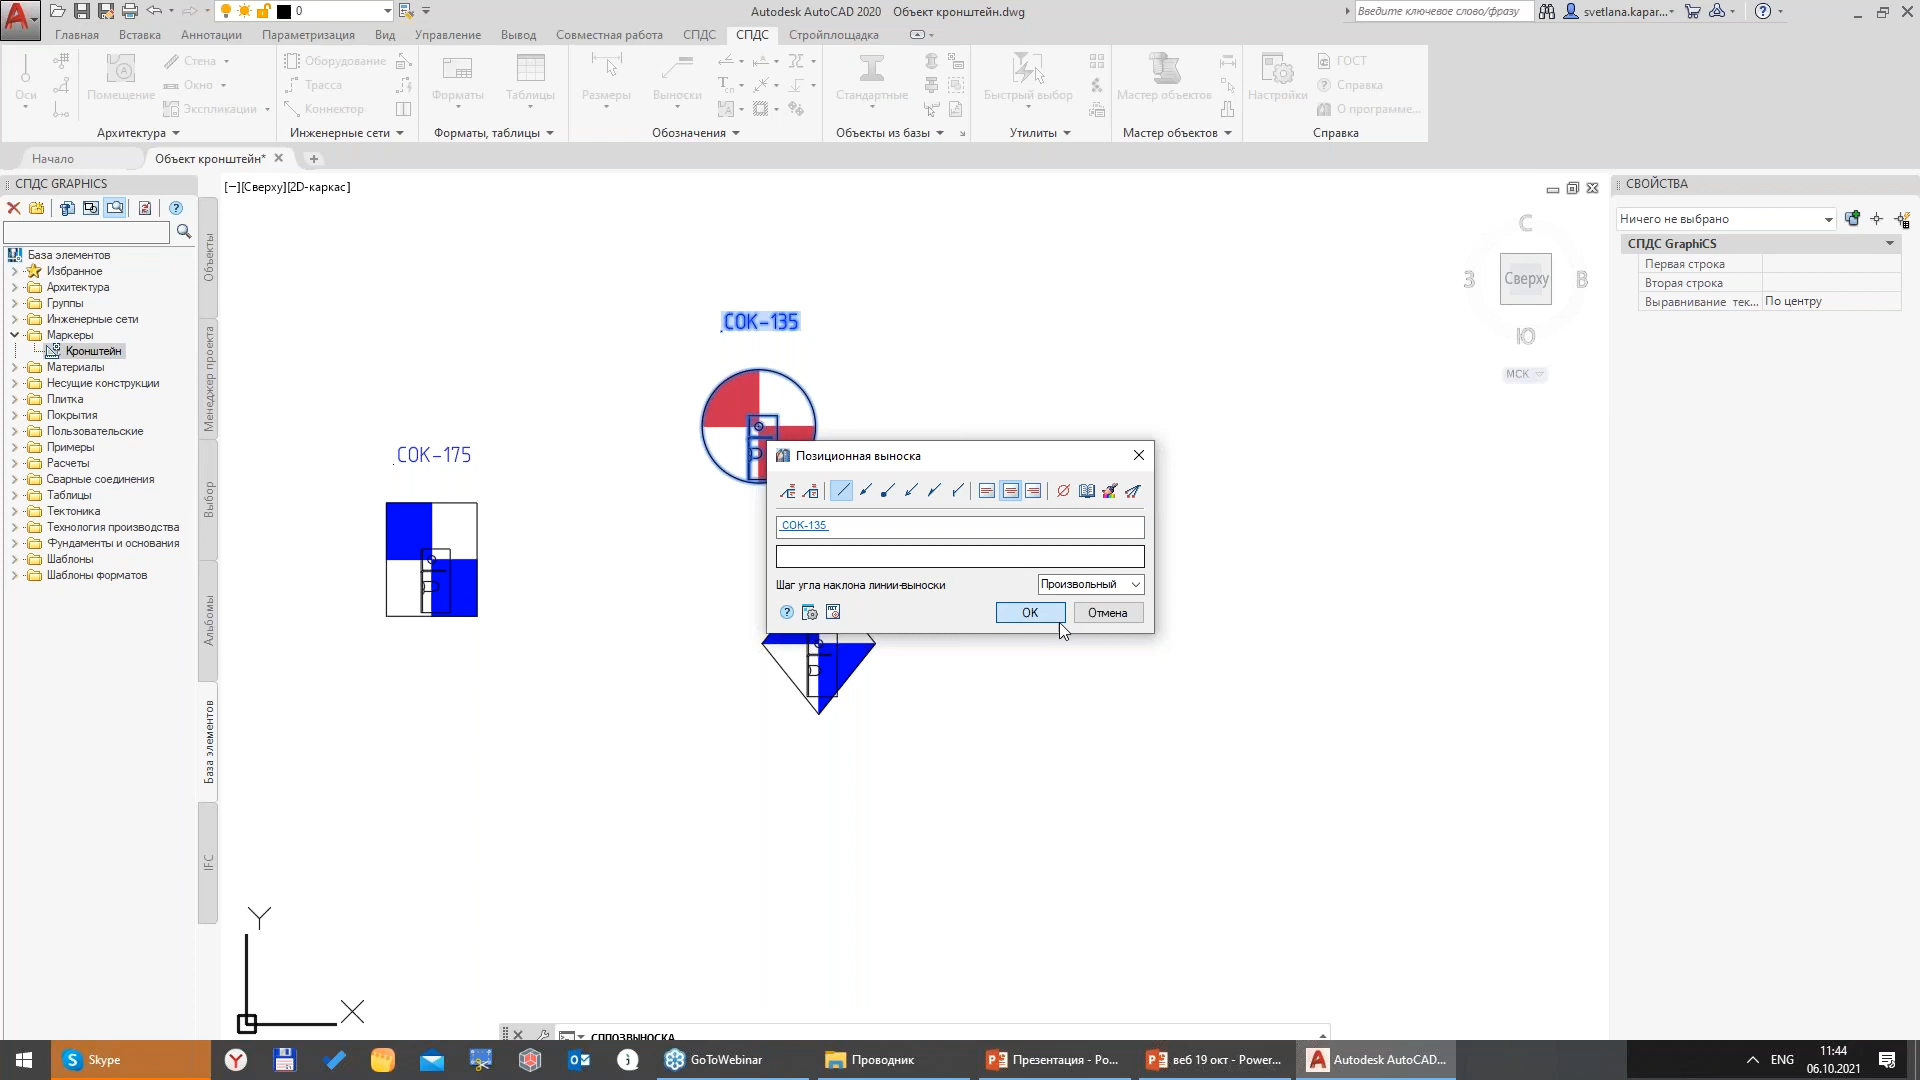 0
Autodesk AutoCAD 2020 Объект кронштейн.dwg
Введите ключевое слово/фразу
svetlana.kapar...
Главная Вставка Аннотации Параметризация Вид Управление Вывод Совместная работа СПДС СПДС Стройплощадка
Оси
Помещение
Стена
Окно
Экспликации
Оборудование
Трасса
Коннектор
Форматы
Таблицы
Размеры
Выноски
Стандартные
Быстрый выбор
Мастер объектов
Настройки
ГОСТ
Справка
О программе...
Архитектура Инженерные сети Форматы, таблицы Обозначения Объекты из базы Утилиты Мастер объектов Справка
Начало
Объект кронштейн*
СПДС GRAPHICS
База элементов
Избранное
Архитектура
Группы
Инженерные сети
Маркеры
Кронштейн
Материалы
Несущие конструкции
Плитка
Покрытия
Пользовательские
Примеры
Расчеты
Сварные соединения
Таблицы
Тектоника
Технология производства
Фундаменты и основания
Шаблоны
Шаблоны форматов
Объекты
Менеджер проекта
Выбор
Альбомы
База элементов
IFC
[−][Сверху][2D-каркас]
СОК-135
СОК-175
Позиционная выноска
СОК-135
Шаг угла наклона линии-выноски
Произвольный
OK
Отмена
С
З
Сверху
В
Ю
МСК
СВОЙСТВА
Ничего не выбрано
СПДС GraphiCS
Первая строка
Вторая строка
Выравнивание тек...
По центру
Y
X
СППОЗВЫНОСКА
Skype
GoToWebinar
Проводник
Презентация - Po...
веб 19 окт - Power...
Autodesk AutoCAD...
ENG
11:44
06.10.2021